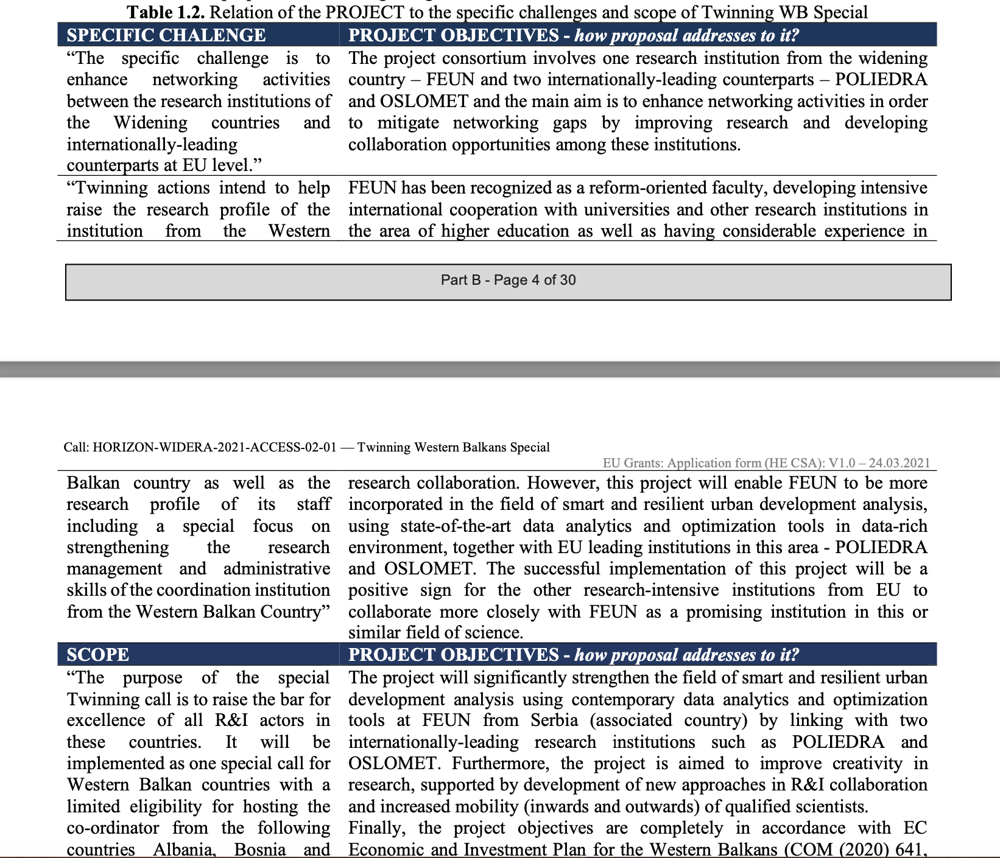 Table 1.2. Relation of the PROJECT to the specific challenges and scope of Twinning WB Special
SPECIFIC CHALENGE
PROJECT OBJECTIVES - how proposal addresses to it?
“The specific challenge is to
enhance networking activities
between the research institutions of
the Widening countries and
internationally-leading
counterparts at EU level.”
The project consortium involves one research institution from the widening
country – FEUN and two internationally-leading counterparts – POLIEDRA
and OSLOMET and the main aim is to enhance networking activities in order
to mitigate networking gaps by improving research and developing
collaboration opportunities among these institutions.
“Twinning actions intend to help
raise the research profile of the
institution from the Western
FEUN has been recognized as a reform-oriented faculty, developing intensive
international cooperation with universities and other research institutions in
the area of higher education as well as having considerable experience in
Part B - Page 4 of 30
Call: HORIZON-WIDERA-2021-ACCESS-02-01 — Twinning Western Balkans Special
EU Grants: Application form (HE CSA): V1.0 – 24.03.2021
Balkan country as well as the
research profile of its staff
including a special focus on
strengthening the research
management and administrative
skills of the coordination institution
from the Western Balkan Country”
research collaboration. However, this project will enable FEUN to be more
incorporated in the field of smart and resilient urban development analysis,
using state-of-the-art data analytics and optimization tools in data-rich
environment, together with EU leading institutions in this area - POLIEDRA
and OSLOMET. The successful implementation of this project will be a
positive sign for the other research-intensive institutions from EU to
collaborate more closely with FEUN as a promising institution in this or
similar field of science.
SCOPE
PROJECT OBJECTIVES - how proposal addresses to it?
“The purpose of the special
Twinning call is to raise the bar for
excellence of all R&I actors in
these countries. It will be
implemented as one special call for
Western Balkan countries with a
limited eligibility for hosting the
co-ordinator from the following
countries Albania, Bosnia and
The project will significantly strengthen the field of smart and resilient urban
development analysis using contemporary data analytics and optimization
tools at FEUN from Serbia (associated country) by linking with two
internationally-leading research institutions such as POLIEDRA and
OSLOMET. Furthermore, the project is aimed to improve creativity in
research, supported by development of new approaches in R&I collaboration
and increased mobility (inwards and outwards) of qualified scientists.
Finally, the project objectives are completely in accordance with EC
Economic and Investment Plan for the Western Balkans (COM (2020) 641,